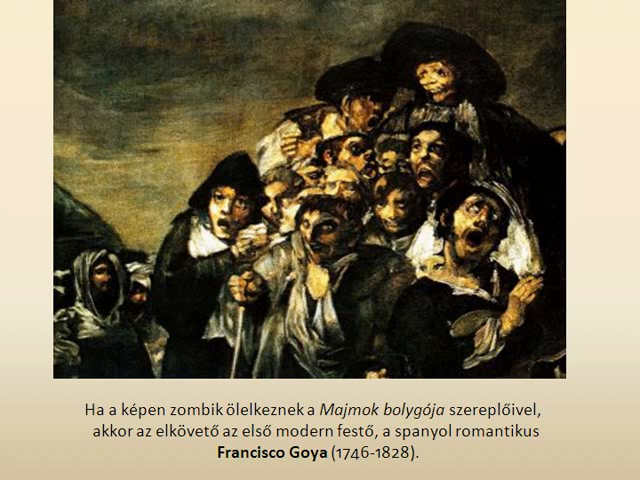 Ha a képen zombik ölelkeznek a Majmok bolygója szereplőivel,
akkor az elkövető az első modern festő, a spanyol romantikus
Francisco Goya (1746-1828).